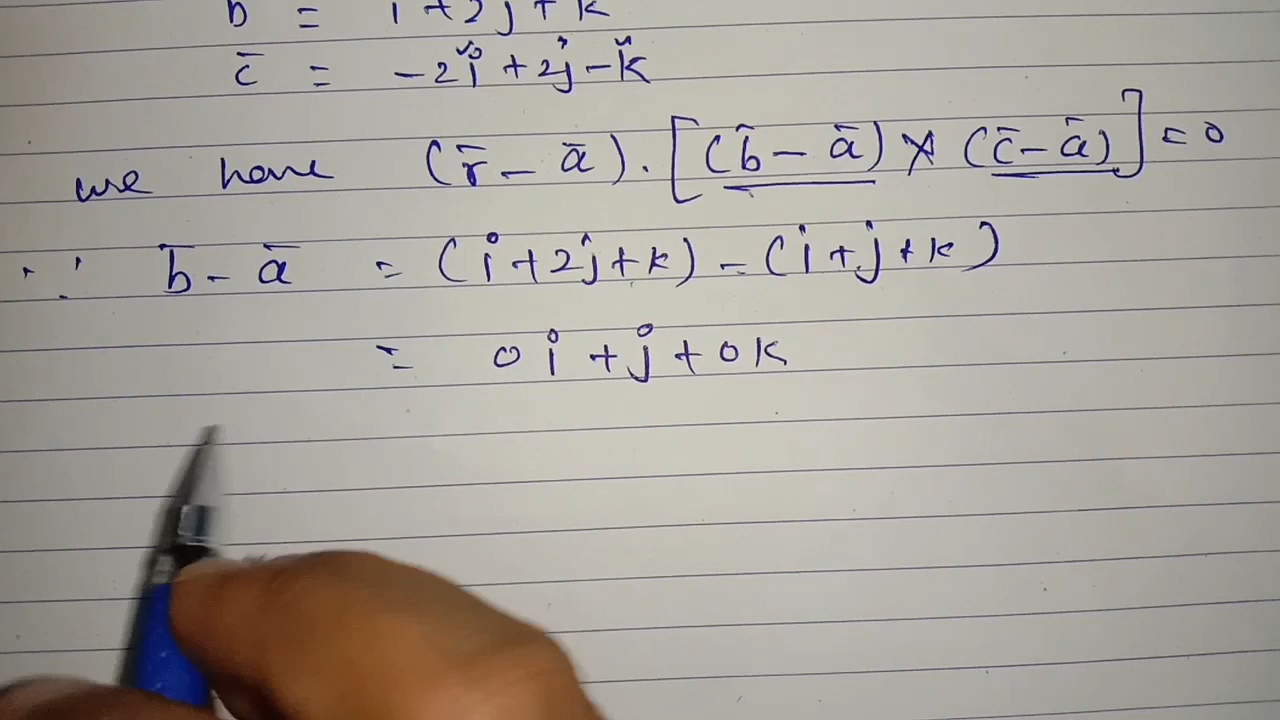 b = i + 2j + k
c̄ = -2i + 2j - k
we have (r̄ - ā) . [(b̄ - ā) × (c̄ - ā)] = 0
∵ b̄ - ā = (i + 2j + k) - (i + j + k)
= 0i + j + 0k